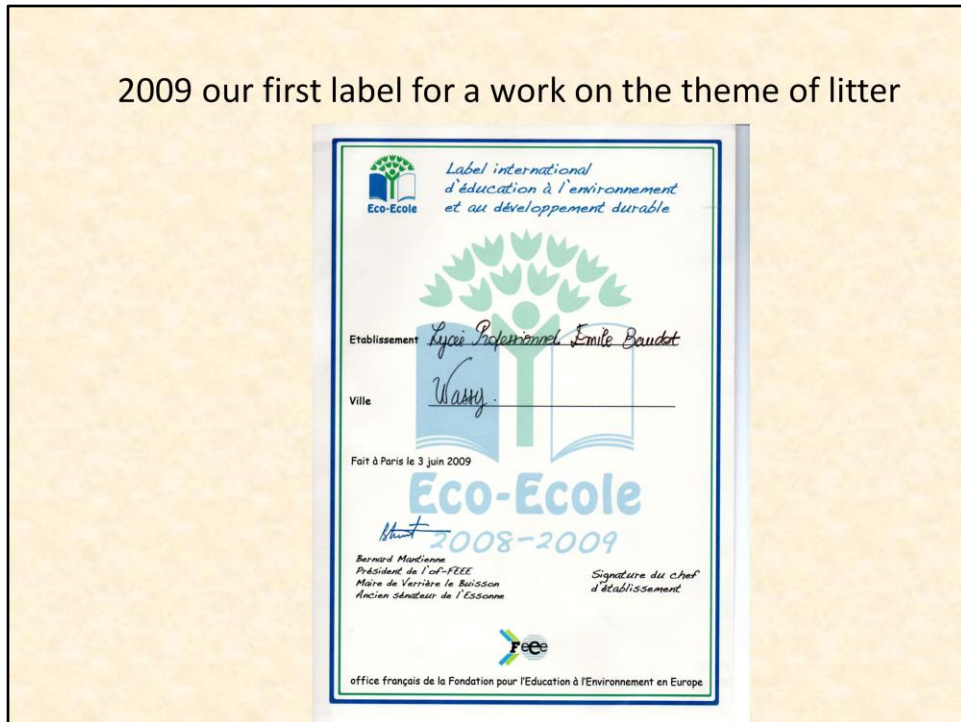 2009 our first label for a work on the theme of litter
Eco-Ecole
Label international
d'éducation à l'environnement
et au développement durable
Etablissement Lycée Professionnel Emile Baudot
Ville Wassy.
Fait à Paris le 3 juin 2009
Eco-Ecole
2008-2009
Bernard Mantienne
Président de l'of-FEEE
Maire de Verrière le Buisson
Ancien sénateur de l'Essonne
Signature du chef
d'établissement
Feee
office français de la Fondation pour l'Education à l'Environnement en Europe